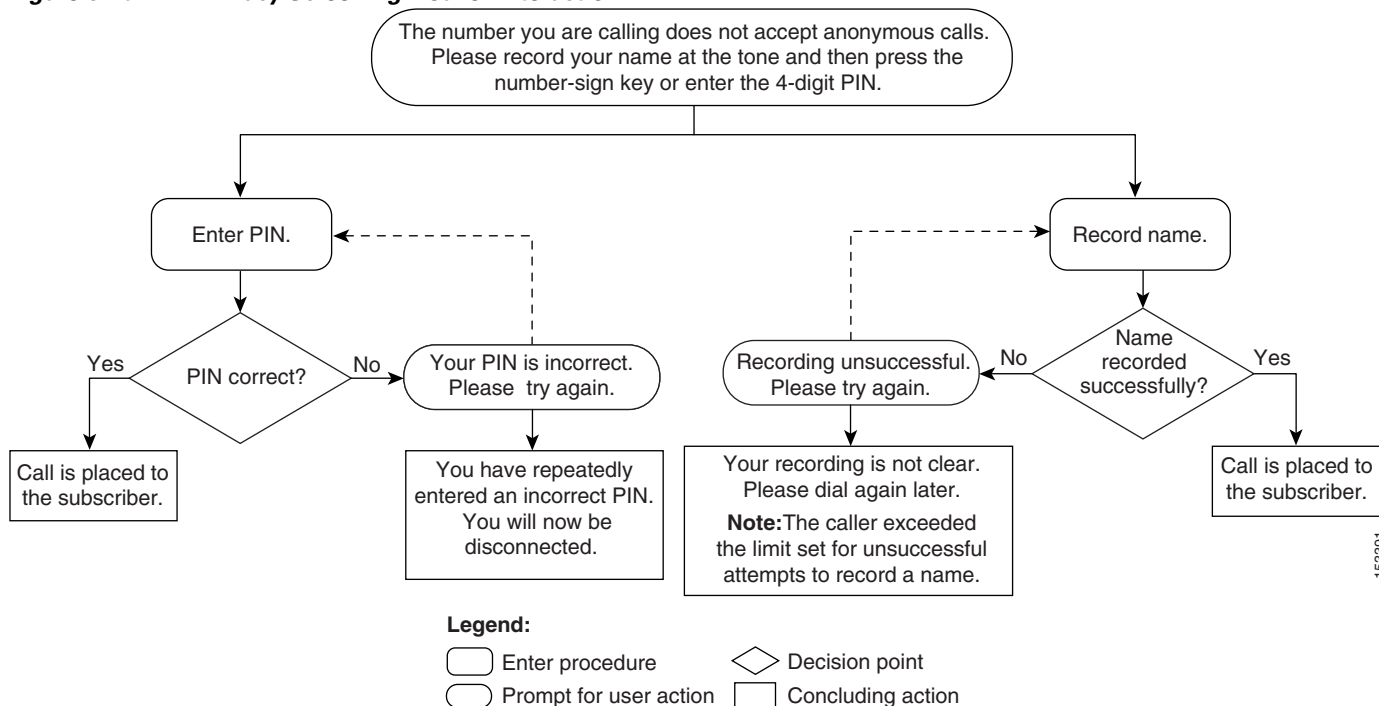 The number you are calling does not accept anonymous calls.
Please record your name at the tone and then press the
number-sign key or enter the 4-digit PIN.
Enter PIN.
Record name.
PIN correct?
Yes
No
Your PIN is incorrect.
Please try again.
Recording unsuccessful.
Please try again.
No
Name
recorded
successfully?
Yes
Call is placed to
the subscriber.
You have repeatedly
entered an incorrect PIN.
You will now be
disconnected.
Your recording is not clear.
Please dial again later.
Note:The caller exceeded
the limit set for unsuccessful
attempts to record a name.
Call is placed to
the subscriber.
Legend:
Enter procedure
Decision point
Prompt for user action
Concluding action